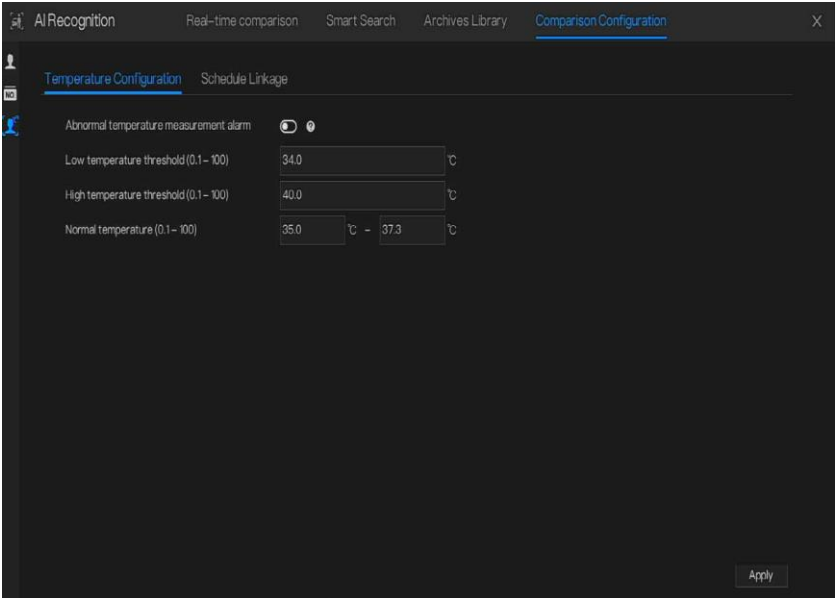 AI Recognition Real-time comparison Smart Search Archives Library Comparison Configuration X
Temperature Configuration Schedule Linkage
NO.
Abnormal temperature measurement alarm ?
Low temperature threshold (0.1 – 100) 34.0 ℃
High temperature threshold (0.1 – 100) 40.0 ℃
Normal temperature (0.1 – 100) 35.0 ℃ – 37.3 ℃
Apply